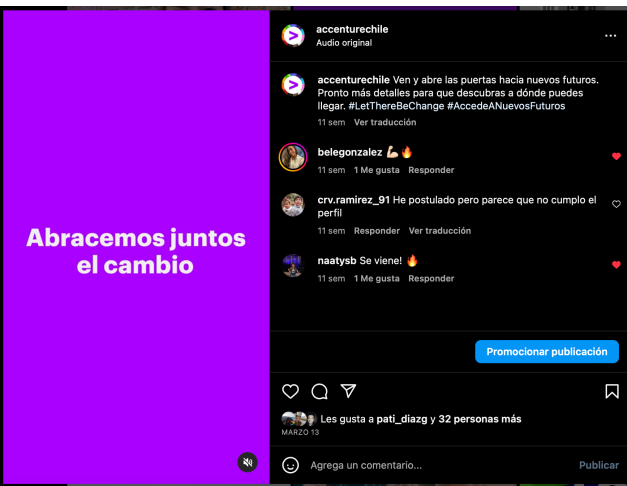 Abracemos juntos
el cambio
accenturechile
Audio original
accenturechile Ven y abre las puertas hacia nuevos futuros.
Pronto más detalles para que descubras a dónde puedes
llegar. #LetThereBeChange #AccedeANuevosFuturos
11 sem Ver traducción
belegonzalez 💪🏻🔥
11 sem 1 Me gusta Responder
crv.ramirez_91 He postulado pero parece que no cumplo el
perfil
11 sem Responder Ver traducción
naatysb Se viene! 🔥
11 sem 1 Me gusta Responder
Promocionar publicación
Les gusta a pati_diazg y 32 personas más
MARZO 13
Agrega un comentario...
Publicar